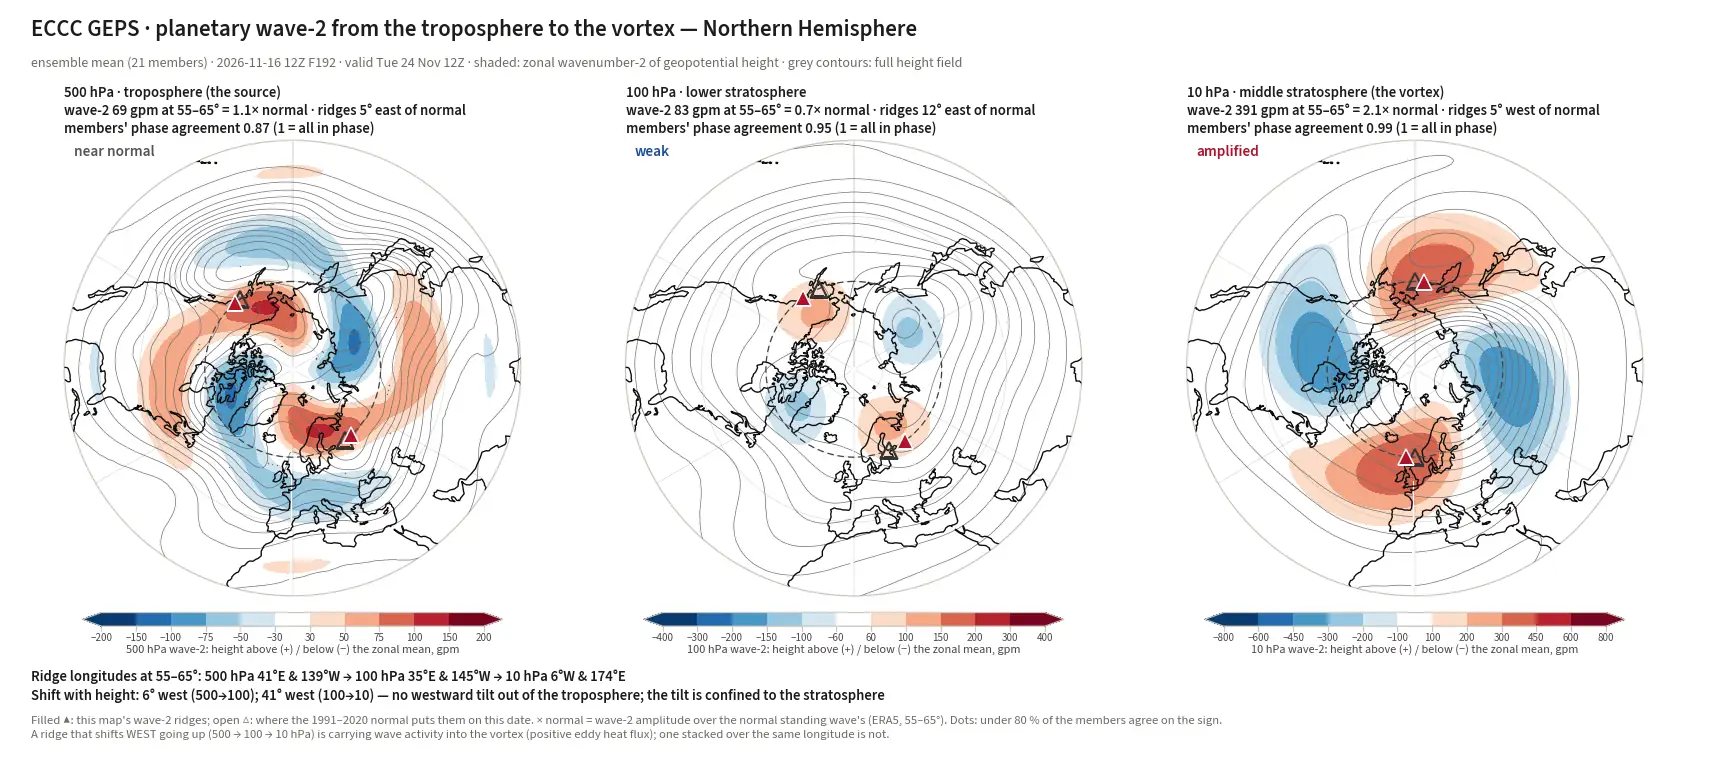 ECCC GEPS · planetary wave-2 from the troposphere to the vortex — Northern Hemisphere
ensemble mean (21 members) · 2026-11-16 12Z F192 · valid Tue 24 Nov 12Z · shaded: zonal wavenumber-2 of geopotential height · grey contours: full height field
500 hPa · troposphere (the source)
wave-2 69 gpm at 55–65° = 1.1× normal · ridges 5° east of normal
members' phase agreement 0.87 (1 = all in phase)
near normal
100 hPa · lower stratosphere
wave-2 83 gpm at 55–65° = 0.7× normal · ridges 12° east of normal
members' phase agreement 0.95 (1 = all in phase)
weak
10 hPa · middle stratosphere (the vortex)
wave-2 391 gpm at 55–65° = 2.1× normal · ridges 5° west of normal
members' phase agreement 0.99 (1 = all in phase)
amplified
−200 −150 −100 −75 −50 −30 30 50 75 100 150 200
500 hPa wave-2: height above (+) / below (−) the zonal mean, gpm
−400 −300 −200 −150 −100 −60 60 100 150 200 300 400
100 hPa wave-2: height above (+) / below (−) the zonal mean, gpm
−800 −600 −450 −300 −200 −100 100 200 300 450 600 800
10 hPa wave-2: height above (+) / below (−) the zonal mean, gpm
Ridge longitudes at 55–65°: 500 hPa 41°E & 139°W → 100 hPa 35°E & 145°W → 10 hPa 6°W & 174°E
Shift with height: 6° west (500→100); 41° west (100→10) — no westward tilt out of the troposphere; the tilt is confined to the stratosphere
Filled ▲: this map's wave-2 ridges; open △: where the 1991–2020 normal puts them on this date. × normal = wave-2 amplitude over the normal standing wave's (ERA5, 55–65°). Dots: under 80 % of the members agree on the sign.
A ridge that shifts WEST going up (500 → 100 → 10 hPa) is carrying wave activity into the vortex (positive eddy heat flux); one stacked over the same longitude is not.